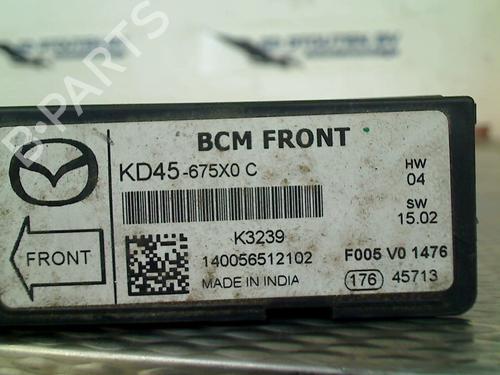 BCM FRONT
KD45-675X0 C
HW
04
SW
15.02
K3239
140056512102
FRONT
F005 V0 1476
MADE IN INDIA
176 45713
B-PARTS